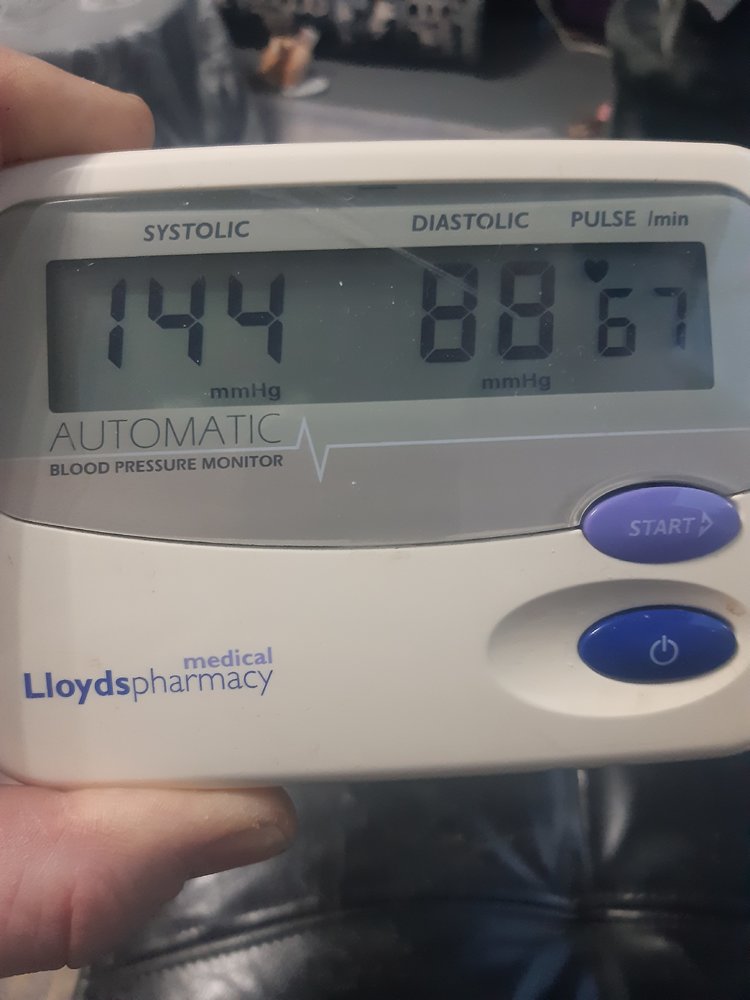 SYSTOLIC DIASTOLIC PULSE /min
144 88 67
mmHg mmHg
AUTOMATIC
BLOOD PRESSURE MONITOR
START
medical
Lloydspharmacy